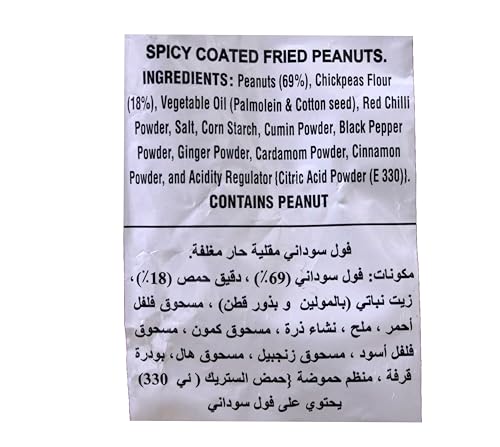 SPICY COATED FRIED PEANUTS.
INGREDIENTS: Peanuts (69%), Chickpeas Flour
(18%), Vegetable Oil (Palmolein & Cotton seed), Red Chilli
Powder, Salt, Corn Starch, Cumin Powder, Black Pepper
Powder, Ginger Powder, Cardamom Powder, Cinnamon
Powder, and Acidity Regulator {Citric Acid Powder (E 330)}.
CONTAINS PEANUT
فول سوداني مقلية حار مغلفة.
مكونات: فول سوداني (69٪) ، دقيق حمص (18٪) ،
زيت نباتي (بالمولين و بذور قطن) ، مسحوق فلفل
أحمر ، ملح ، نشاء ذرة ، مسحوق كمون ، مسحوق
فلفل أسود ، مسحوق زنجبيل ، مسحوق هال، بودرة
قرفة ، منظم حموضة {حمض الستريك ( ئي 330)
يحتوي على فول سوداني